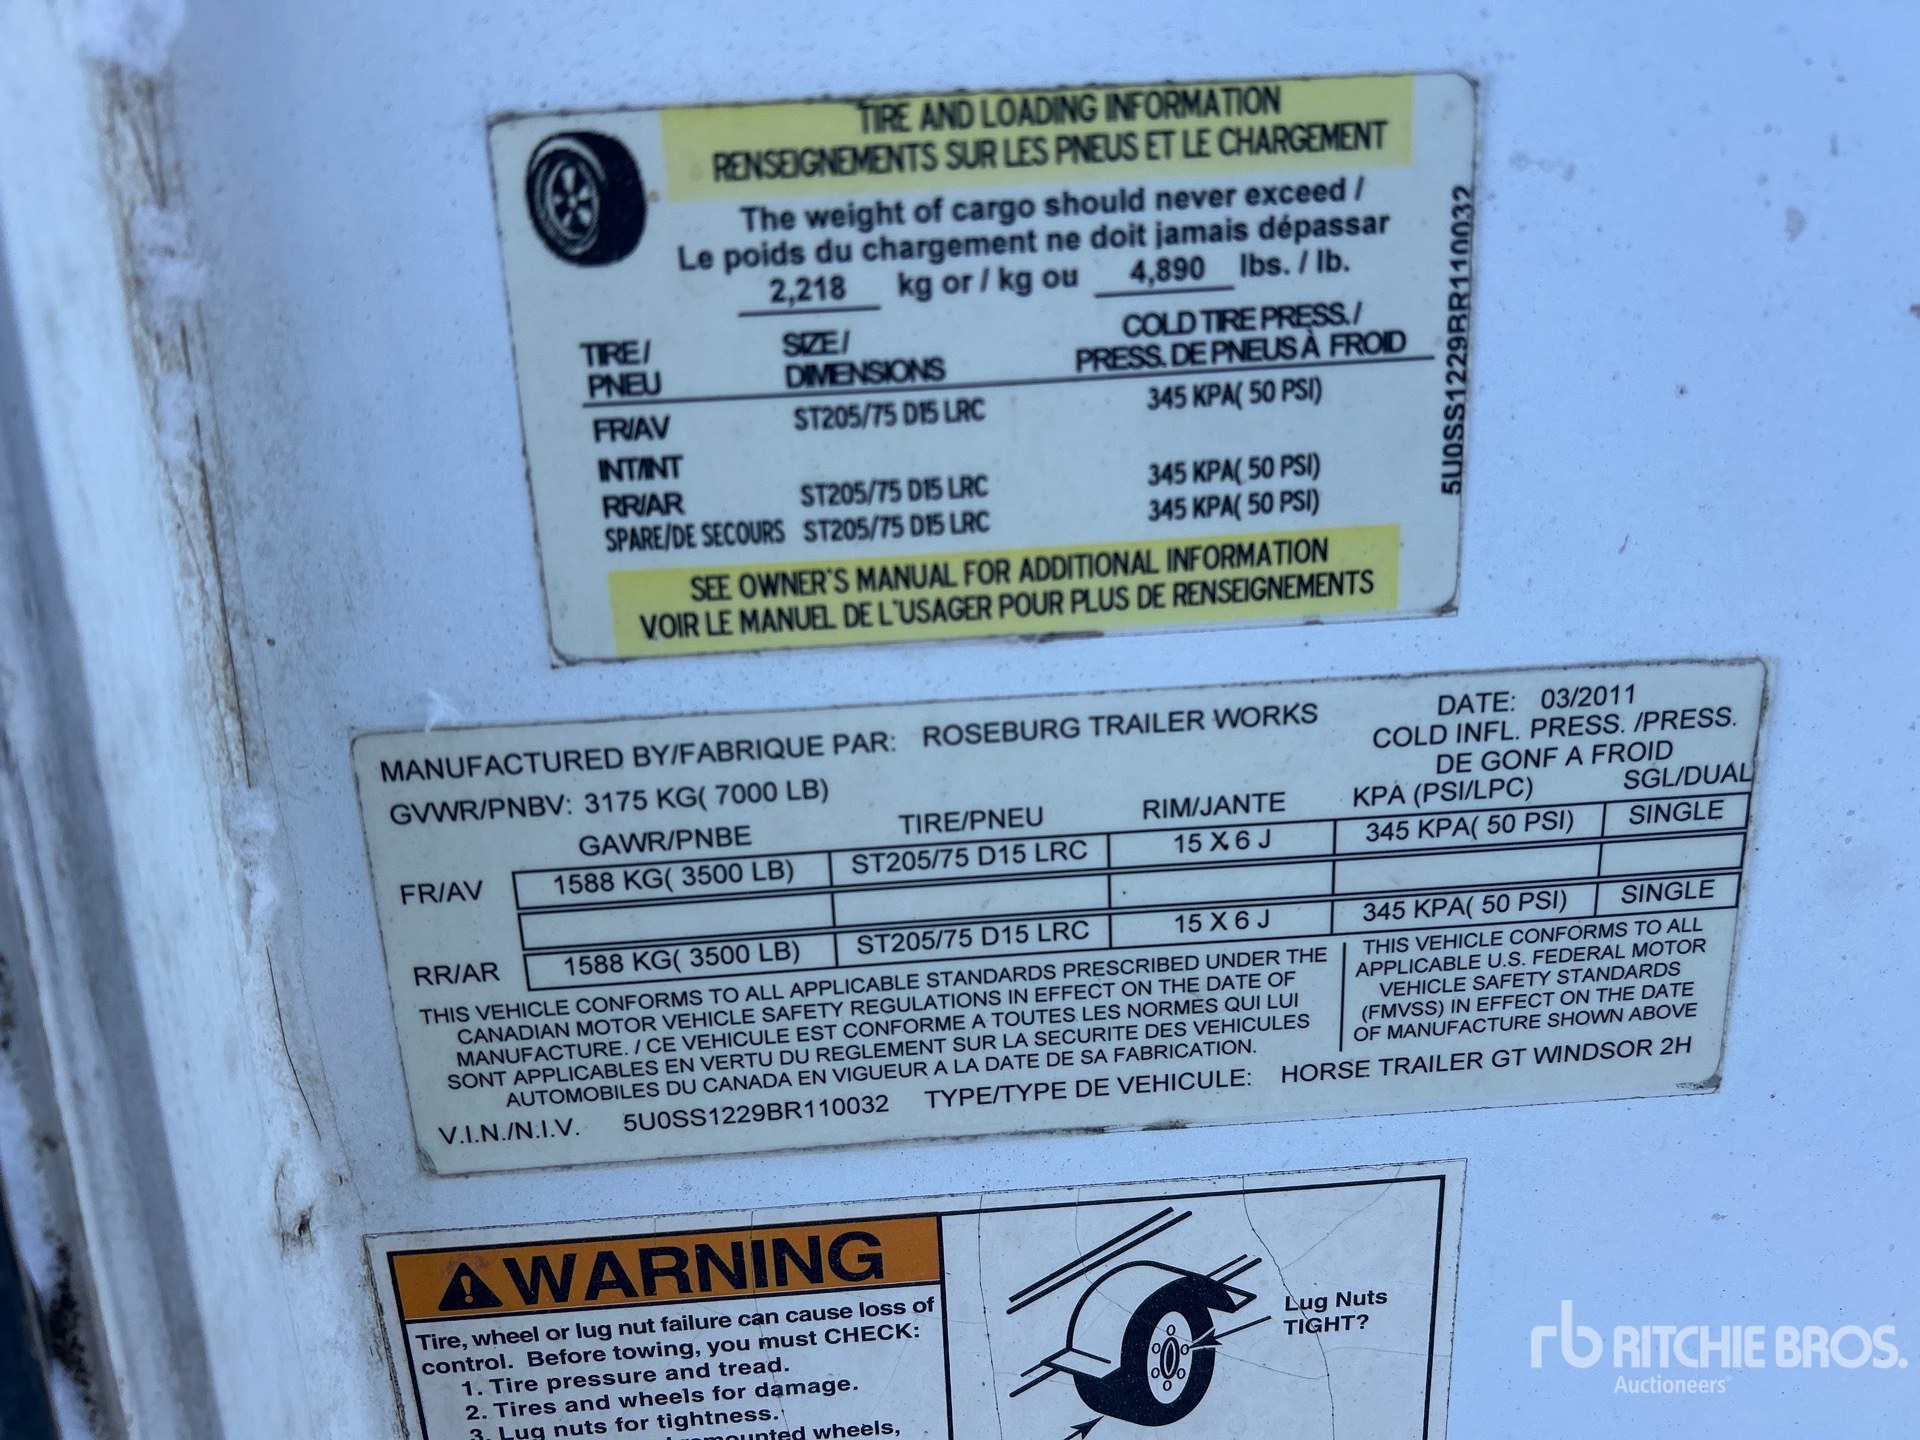 TIRE AND LOADING INFORMATION
RENSEIGNEMENTS SUR LES PNEUS ET LE CHARGEMENT
The weight of cargo should never exceed /
Le poids du chargement ne doit jamais dépassar
2,218 kg or / kg ou 4,890 lbs. / lb.
TIRE/ SIZE/ COLD TIRE PRESS. /
PNEU DIMENSIONS PRESS. DE PNEUS À FROID
FR/AV ST205/75 D15 LRC 345 KPA( 50 PSI)
INT/INT
RR/AR ST205/75 D15 LRC 345 KPA( 50 PSI)
SPARE/DE SECOURS ST205/75 D15 LRC 345 KPA( 50 PSI)
SEE OWNER'S MANUAL FOR ADDITIONAL INFORMATION
VOIR LE MANUEL DE L'USAGER POUR PLUS DE RENSEIGNEMENTS
5U0SS1229BR110032
MANUFACTURED BY/FABRIQUE PAR: ROSEBURG TRAILER WORKS DATE: 03/2011
COLD INFL. PRESS. /PRESS.
DE GONF A FROID
GVWR/PNBV: 3175 KG( 7000 LB)
GAWR/PNBE TIRE/PNEU RIM/JANTE KPA (PSI/LPC) SGL/DUAL
FR/AV 1588 KG( 3500 LB) ST205/75 D15 LRC 15 X 6 J 345 KPA( 50 PSI) SINGLE
RR/AR 1588 KG( 3500 LB) ST205/75 D15 LRC 15 X 6 J 345 KPA( 50 PSI) SINGLE
THIS VEHICLE CONFORMS TO ALL APPLICABLE STANDARDS PRESCRIBED UNDER THE
CANADIAN MOTOR VEHICLE SAFETY REGULATIONS IN EFFECT ON THE DATE OF
MANUFACTURE. / CE VEHICULE EST CONFORME A TOUTES LES NORMES QUI LUI
SONT APPLICABLES EN VERTU DU REGLEMENT SUR LA SECURITE DES VEHICULES
AUTOMOBILES DU CANADA EN VIGUEUR A LA DATE DE SA FABRICATION.
THIS VEHICLE CONFORMS TO ALL
APPLICABLE U.S. FEDERAL MOTOR
VEHICLE SAFETY STANDARDS
(FMVSS) IN EFFECT ON THE DATE
OF MANUFACTURE SHOWN ABOVE
V.I.N./N.I.V. 5U0SS1229BR110032 TYPE/TYPE DE VEHICULE: HORSE TRAILER GT WINDSOR 2H
WARNING
Tire, wheel or lug nut failure can cause loss of
control. Before towing, you must CHECK:
1. Tire pressure and tread.
2. Tires and wheels for damage.
3. Lug nuts for tightness.
remounted wheels,
Lug Nuts
TIGHT?
rb RITCHIE BROS.
Auctioneers